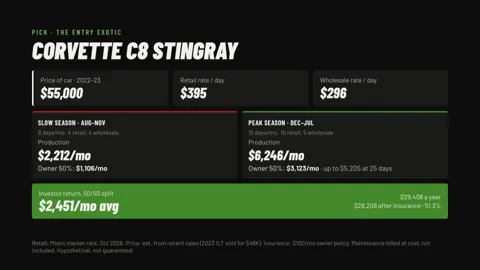 PICK · THE ENTRY EXOTIC
CORVETTE C8 STINGRAY
Price of car · 2022-23
$55,000
Retail rate / day
$395
Wholesale rate / day
$296
SLOW SEASON · AUG-NOV
8 days/mo: 4 retail, 4 wholesale
Production
$2,212/mo
Owner 50%: $1,106/mo
PEAK SEASON · DEC-JUL
15 days/mo: 10 retail, 5 wholesale
Production
$6,246/mo
Owner 50%: $3,123/mo · up to $5,205 at 25 days
Investor return, 50/50 split
$2,451/mo avg
$29,408 a year
$28,208 after insurance · 51.3%
Retail: Miami market rate, Oct 2026. Price: est. from recent sales (2023 1LT sold for $48K). Insurance: $100/mo owner policy. Maintenance billed at cost, not
included. Hypothetical, not guaranteed.